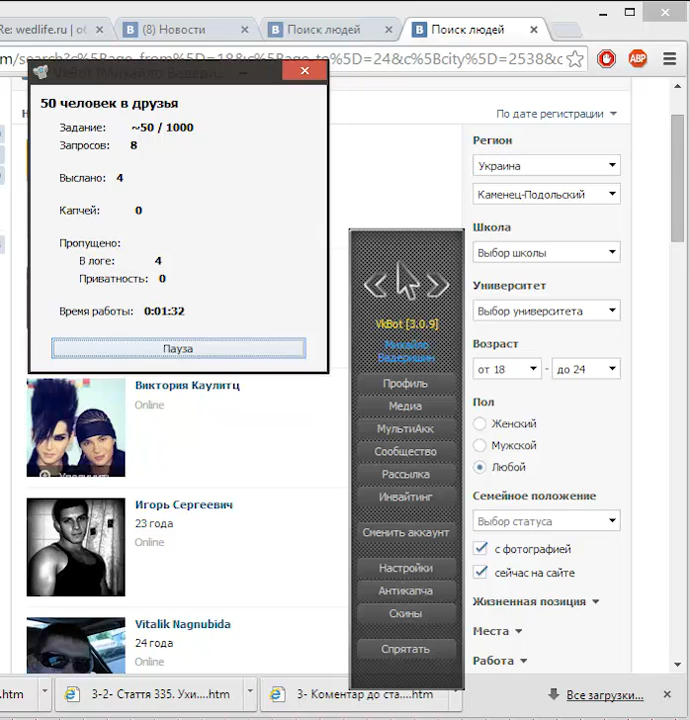 Re: wedlife.ru | об
(8) Новости
Поиск людей
Поиск людей
m/search?c%5Bage_from%5D=18&c%5Bage_to%5D=24&c%5Bcity%5D=2538&c
50 человек в друзья
Задание: ~50 / 1000
Запросов: 8
Выслано: 4
Капчей: 0
Пропущено:
В логе: 4
Приватность: 0
Время работы: 0:01:32
Пауза
По дате регистрации
Регион
Украина
Каменец-Подольский
Школа
Выбор школы
Университет
Выбор университета
Возраст
от 18 - до 24
Пол
Женский
Мужской
Любой
Семейное положение
Выбор статуса
с фотографией
сейчас на сайте
Жизненная позиция
Места
Работа
VkBot [3.0.9]
Михайло
Вадегишин
Профиль
Медиа
МультиАкк
Сообщество
Рассылка
Инвайтинг
Сменить аккаунт
Настройки
Антикапча
Скины
Спрятать
Виктория Каулитц
Online
Игорь Сергеевич
23 года
Online
Vitalik Nagnubida
24 года
Online
.htm
3-2- Стаття 335. Ухи....htm
3- Коментар до ста....htm
Все загрузки...